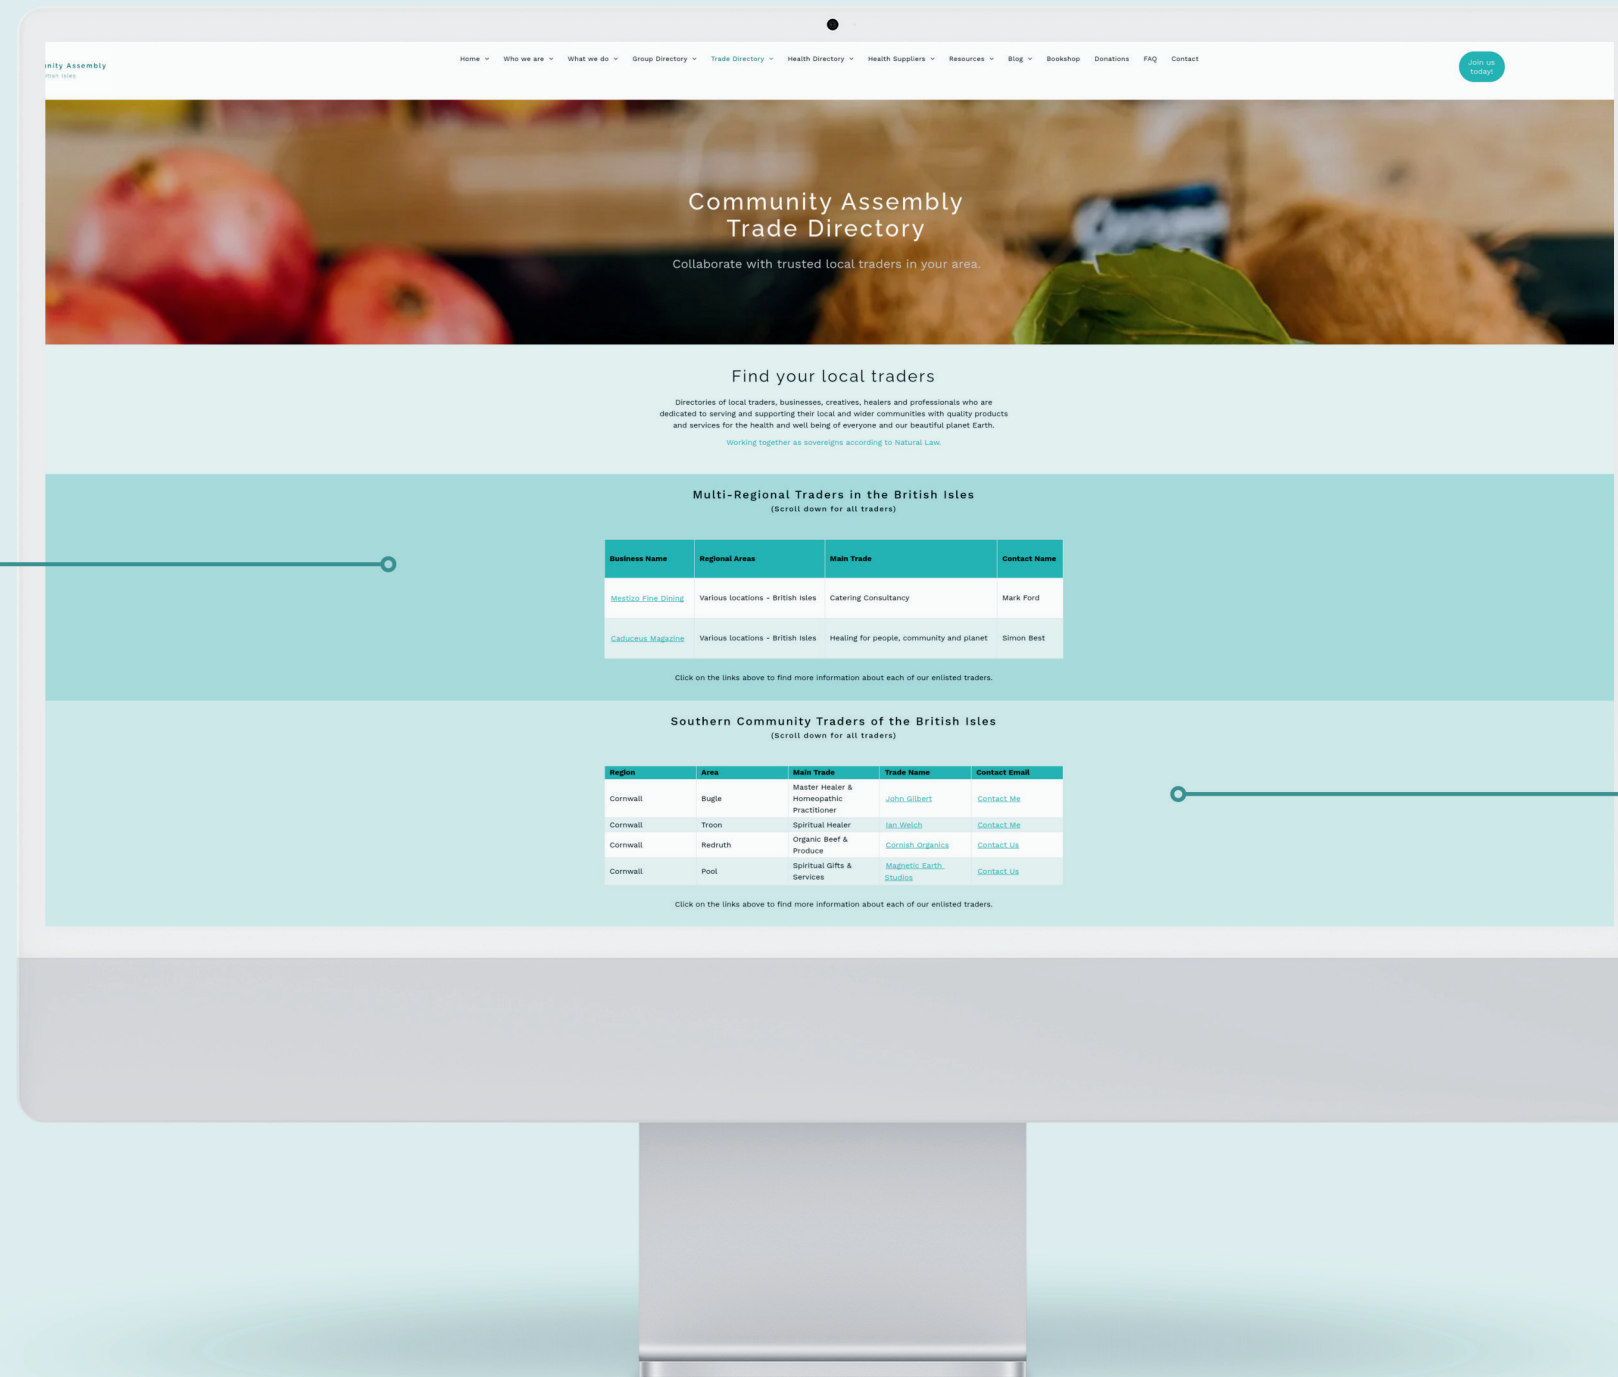 Community Assembly
Home Who we are What we do Group Directory Trade Directory Health Directory Health Suppliers Resources Blog Bookshop Donations FAQ Contact
Join us
today!
Community Assembly
Trade Directory
Collaborate with trusted local traders in your area.
Find your local traders
Directories of local traders, businesses, creatives, healers and professionals who are
dedicated to serving and supporting their local and wider communities with quality products
and services for the health and well being of everyone and our beautiful planet Earth.
Working together as sovereigns according to Natural Law.
Multi-Regional Traders in the British Isles
(Scroll down for all traders)
Business Name Regional Areas Main Trade Contact Name
Mestizo Fine Dining Various locations - British Isles Catering Consultancy Mark Ford
Caduceus Magazine Various locations - British Isles Healing for people, community and planet Simon Best
Click on the links above to find more information about each of our enlisted traders.
Southern Community Traders of the British Isles
(Scroll down for all traders)
Region Area Main Trade Trade Name Contact Email
Cornwall Bugle Master Healer & Homeopathic Practitioner John Gilbert Contact Me
Cornwall Troon Spiritual Healer Ian Welch Contact Me
Cornwall Redruth Organic Beef & Produce Cornish Organics Contact Us
Cornwall Pool Spiritual Gifts & Services Magnetic Earth Studios Contact Us
Click on the links above to find more information about each of our enlisted traders.